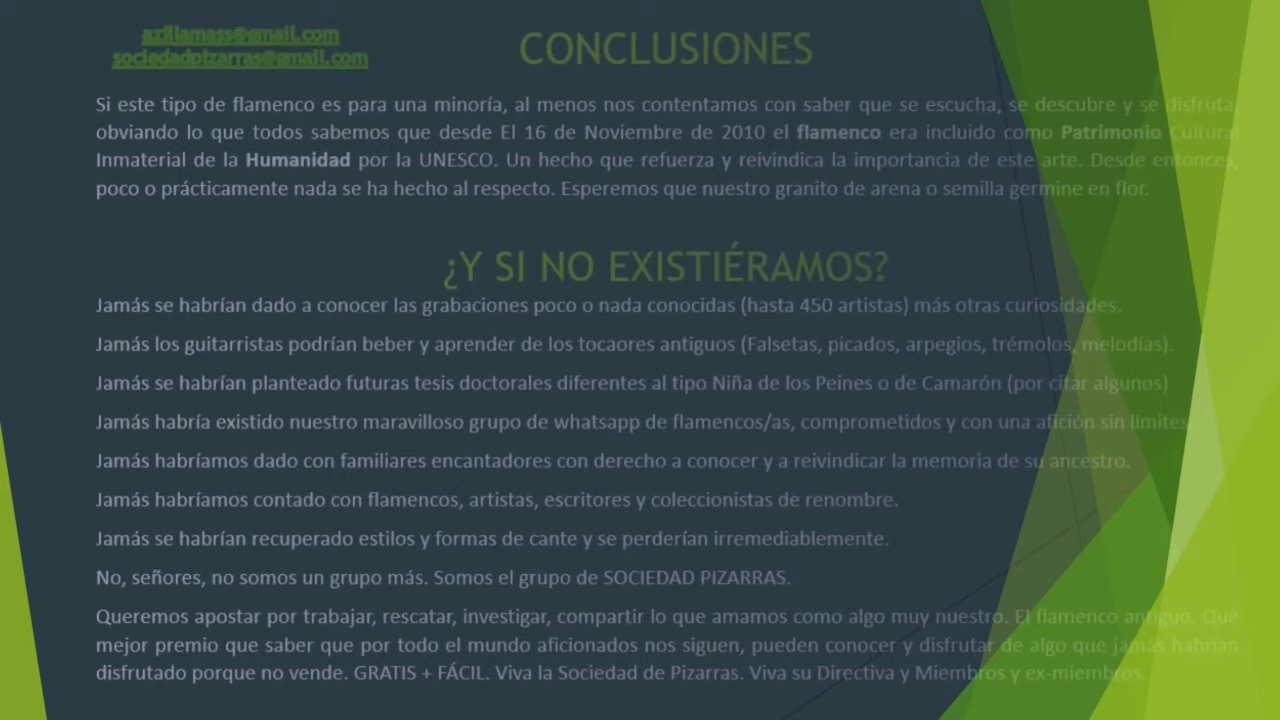 azillamass@gmail.com
sociedadpizarras@gmail.com
CONCLUSIONES
Si este tipo de flamenco es para una minoría, al menos nos contentamos con saber que se escucha, se descubre y se disfruta,
obviando lo que todos sabemos que desde El 16 de Noviembre de 2010 el flamenco era incluido como Patrimonio Cultural
Inmaterial de la Humanidad por la UNESCO. Un hecho que refuerza y reivindica la importancia de este arte. Desde entonces,
poco o prácticamente nada se ha hecho al respecto. Esperemos que nuestro granito de arena o semilla germine en flor.
¿Y SI NO EXISTIÉRAMOS?
Jamás se habrían dado a conocer las grabaciones poco o nada conocidas (hasta 450 artistas) más otras curiosidades.
Jamás los guitarristas podrían beber y aprender de los tocaores antiguos (Falsetas, picados, arpegios, trémolos, melodías).
Jamás se habrían planteado futuras tesis doctorales diferentes al tipo Niña de los Peines o de Camarón (por citar algunos)
Jamás habría existido nuestro maravilloso grupo de whatsapp de flamencos/as, comprometidos y con una afición sin límites
Jamás habríamos dado con familiares encantadores con derecho a conocer y a reivindicar la memoria de su ancestro.
Jamás habríamos contado con flamencos, artistas, escritores y coleccionistas de renombre.
Jamás se habrían recuperado estilos y formas de cante y se perderían irremediablemente.
No, señores, no somos un grupo más. Somos el grupo de SOCIEDAD PIZARRAS.
Queremos apostar por trabajar, rescatar, investigar, compartir lo que amamos como algo muy nuestro. El flamenco antiguo. Qué
mejor premio que saber que por todo el mundo aficionados nos siguen, pueden conocer y disfrutar de algo que jamás habrían
disfrutado porque no vende. GRATIS + FÁCIL. Viva la Sociedad de Pizarras. Viva su Directiva y Miembros y ex-miembros.